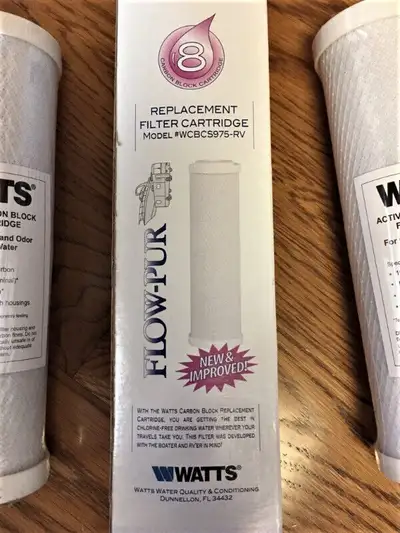 8
CARBON BLOCK CARTRIDGE
REPLACEMENT
FILTER CARTRIDGE
MODEL #WCBCS975-RV
FLOW-PUR
NEW &
IMPROVED!
WITH THE WATTS CARBON BLOCK REPLACEMENT
CARTRIDGE, YOU ARE GETTING THE BEST IN
CHLORINE-FREE DRINKING WATER WHEREVER YOUR
TRAVELS TAKE YOU. THIS FILTER WAS DEVELOPED
WITH THE BOATER AND RV'ER IN MIND!
WATTS®
WATTS WATER QUALITY & CONDITIONING
DUNNELLON, FL 34432
TTS®
BLOCK
RIDGE
and Odor
Water
housings
W
ACTIV
F
For
Spec